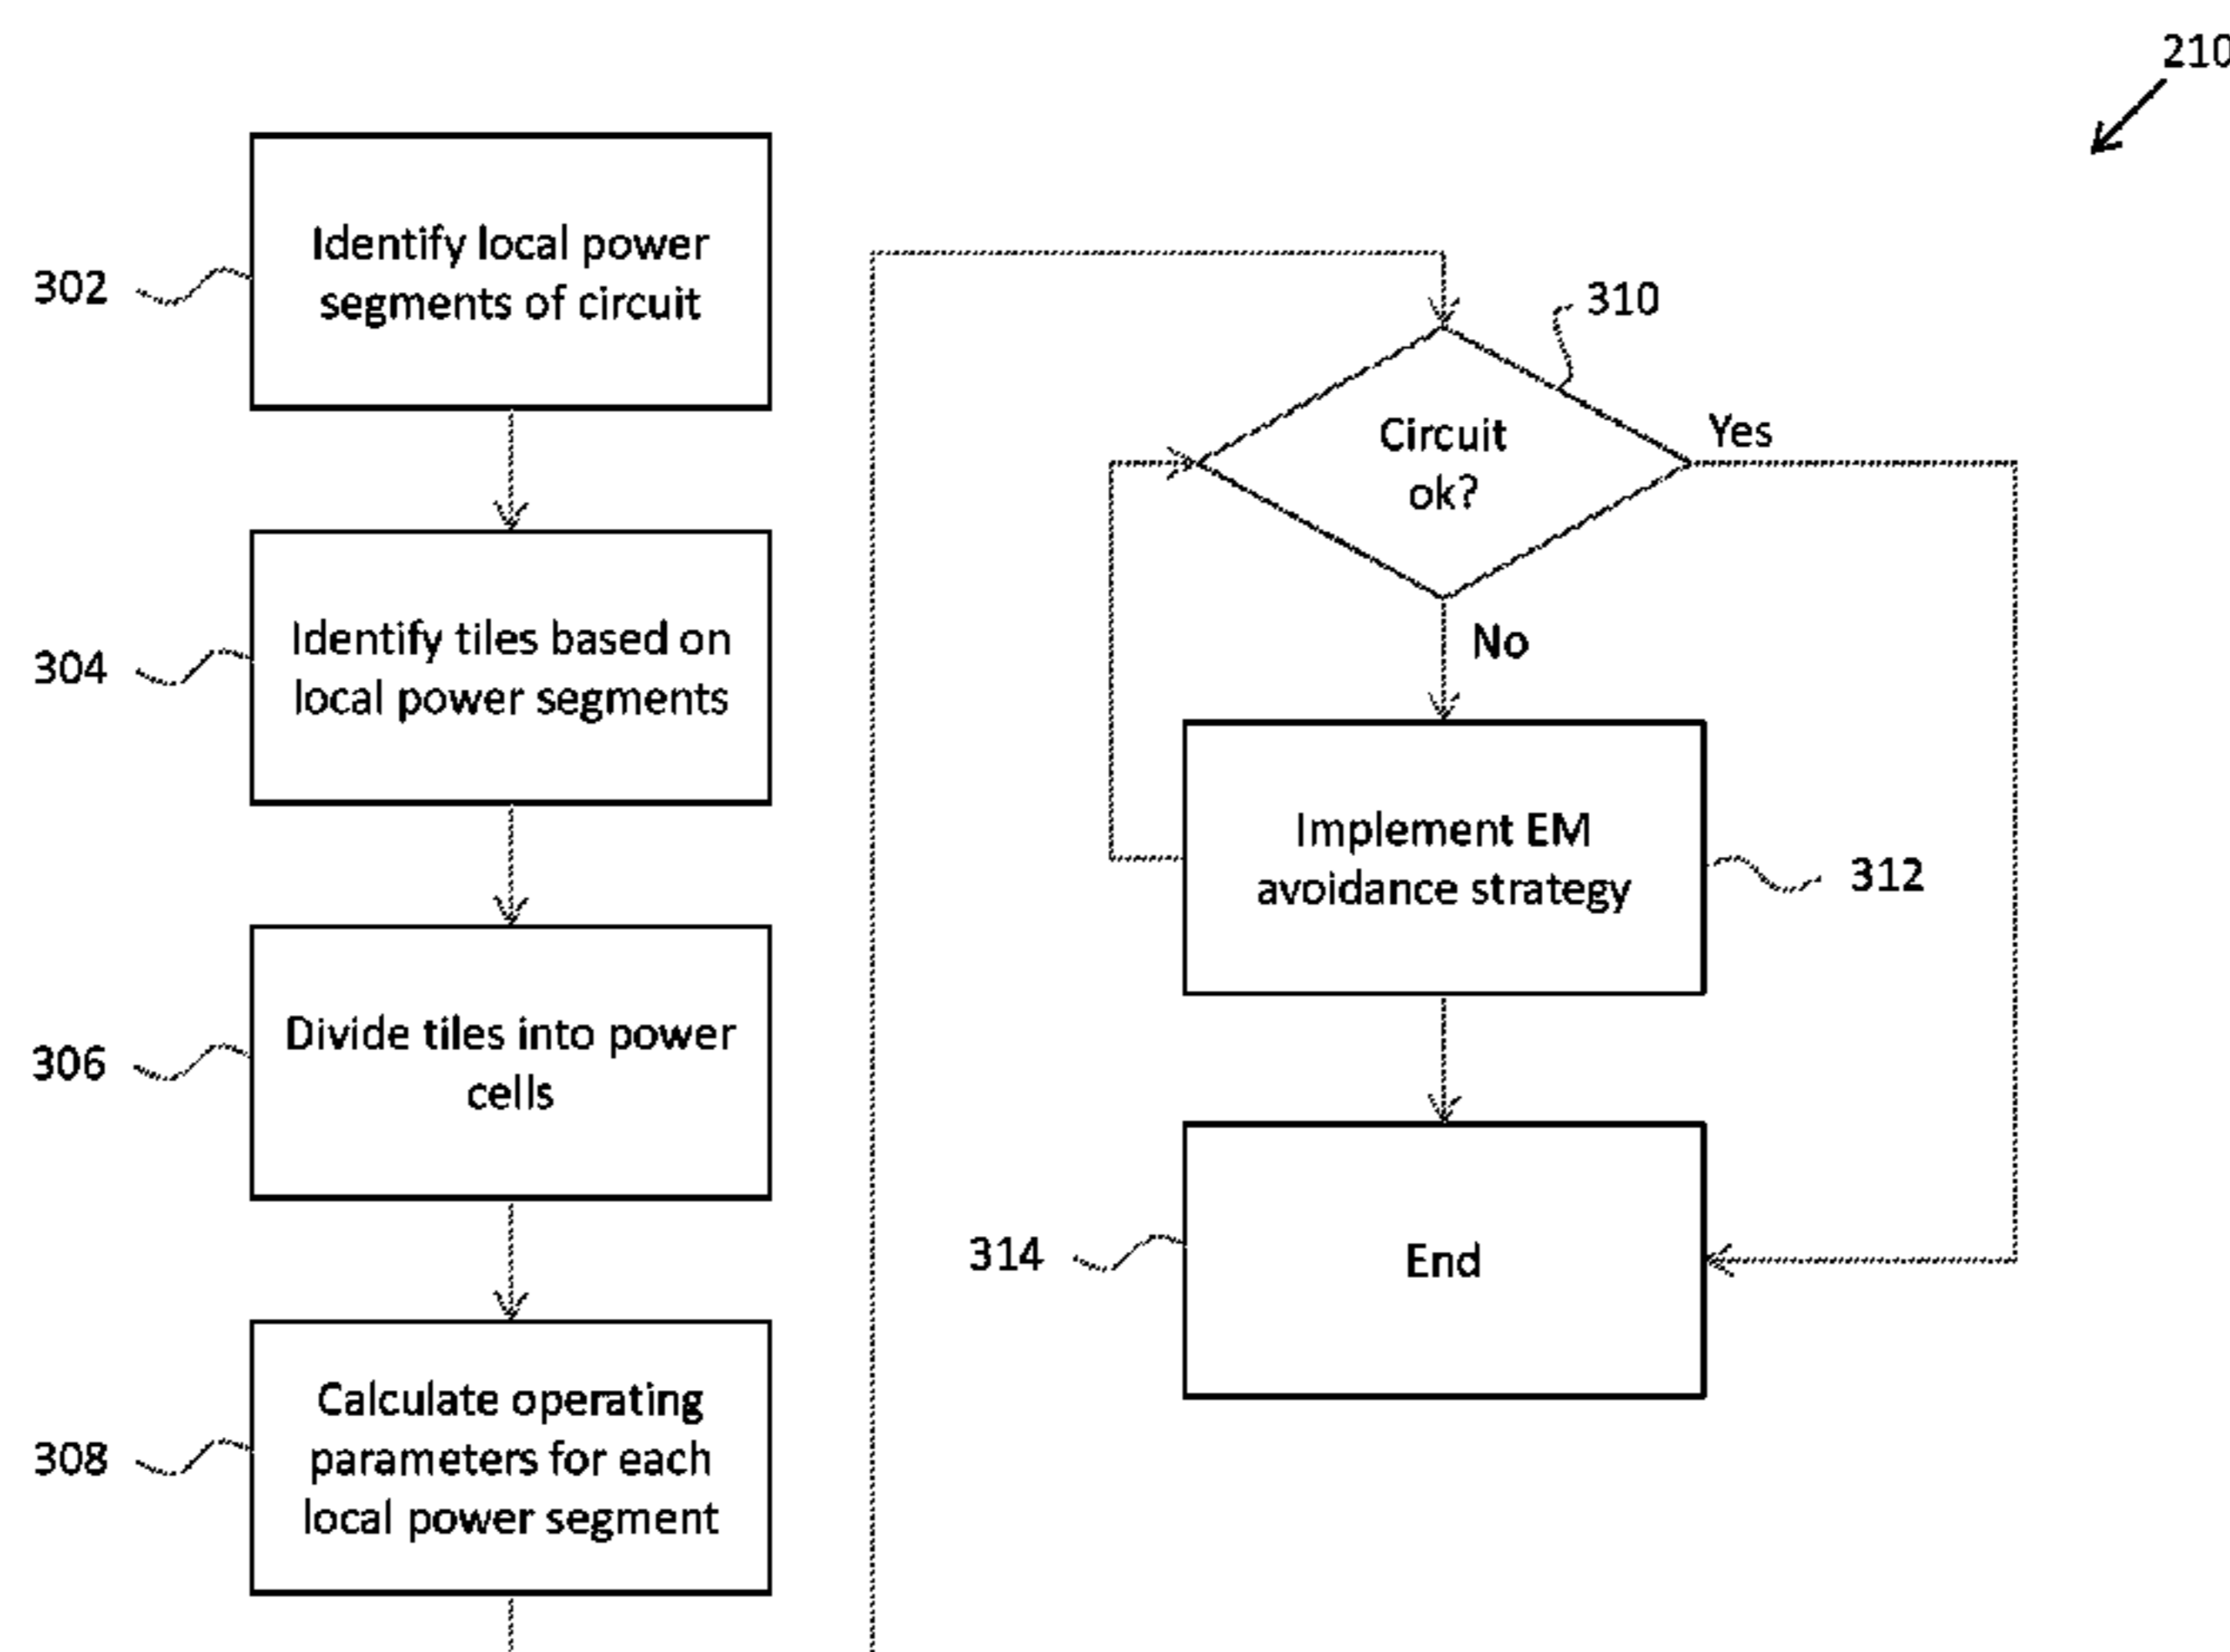 210
302
Identify local power
segments of circuit
304
Identify tiles based on
local power segments
306
Divide tiles into power
cells
308
Calculate operating
parameters for each
local power segment
310
Circuit
ok?
Yes
No
Implement EM
avoidance strategy
312
314
End